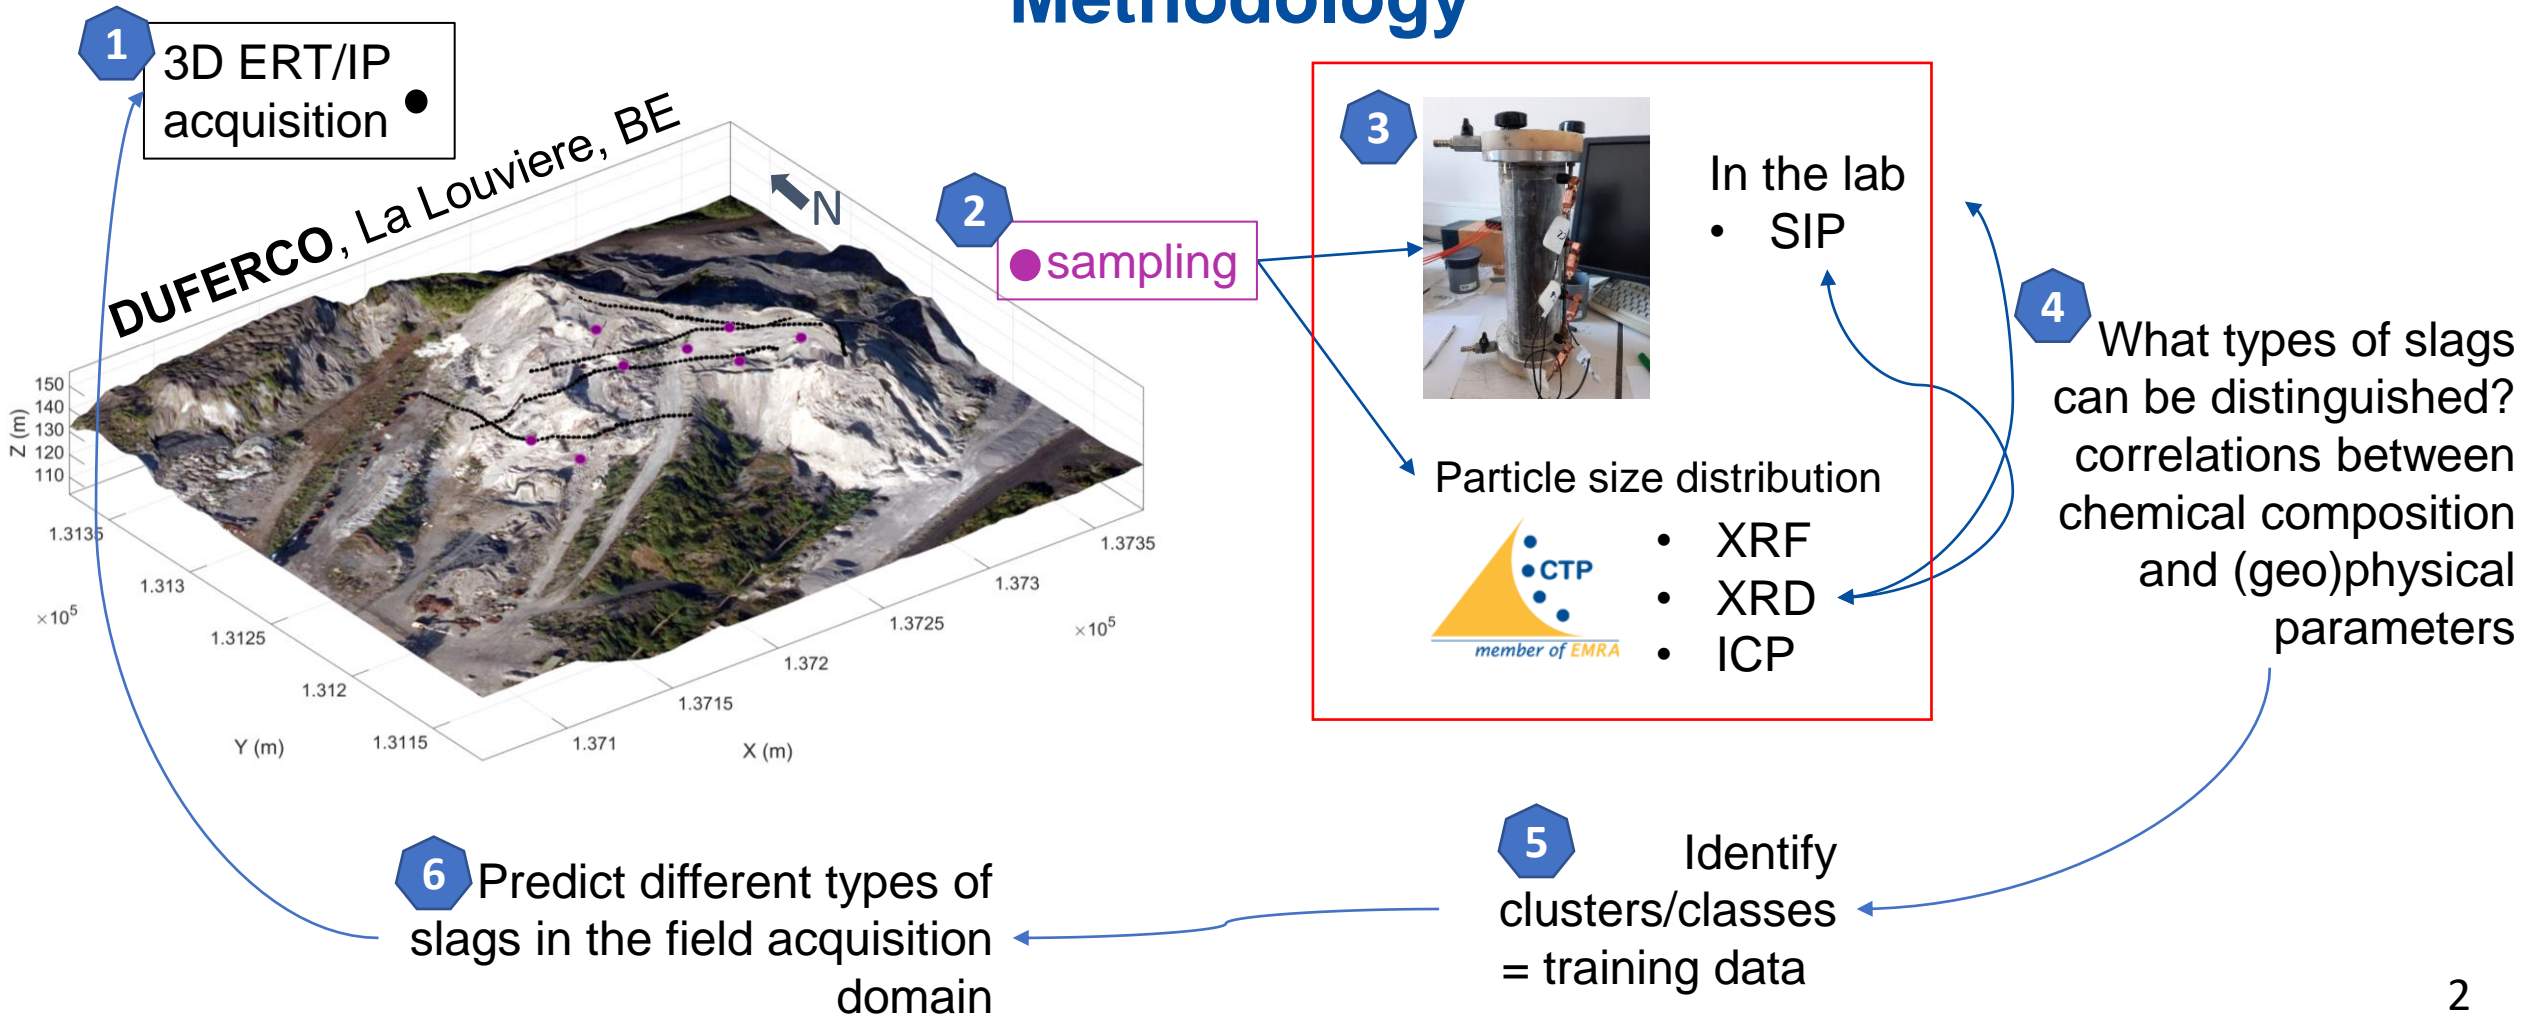 Methodology
1
3D ERT/IP
acquisition
DUFERCO, La Louviere, BE
N
150
140
130
120
110
Z (m)
1.3135
1.313
1.3125
1.312
1.3115
×10⁵
Y (m)
1.371
1.3715
1.372
1.3725
1.373
1.3735
×10⁵
X (m)
2
sampling
3
In the lab
• SIP
Particle size distribution
CTP
member of EMRA
• XRF
• XRD
• ICP
4
What types of slags
can be distinguished?
correlations between
chemical composition
and (geo)physical
parameters
5
Identify
clusters/classes
= training data
6
Predict different types of
slags in the field acquisition
domain
2